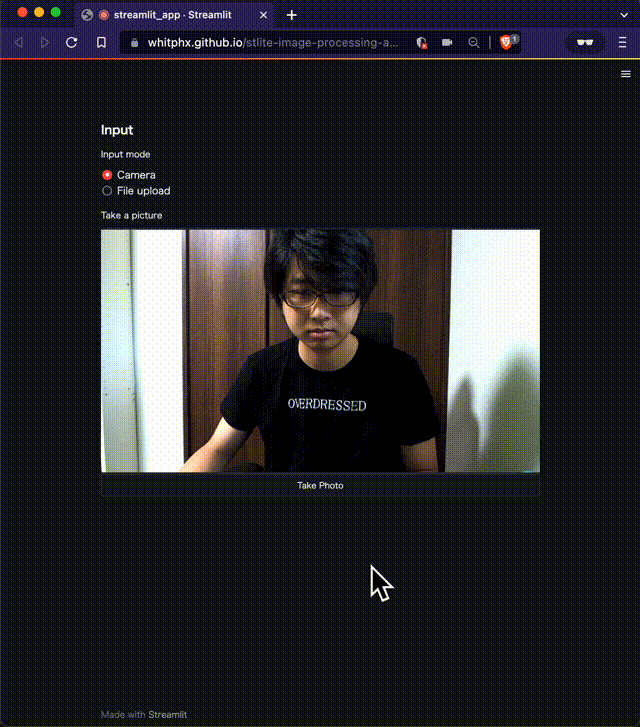 streamlit_app · Streamlit
whitphx.github.io/stlite-image-processing-a...
1
Input
Input mode
Camera
File upload
Take a picture
OVERDRESSED
Take Photo
Made with Streamlit